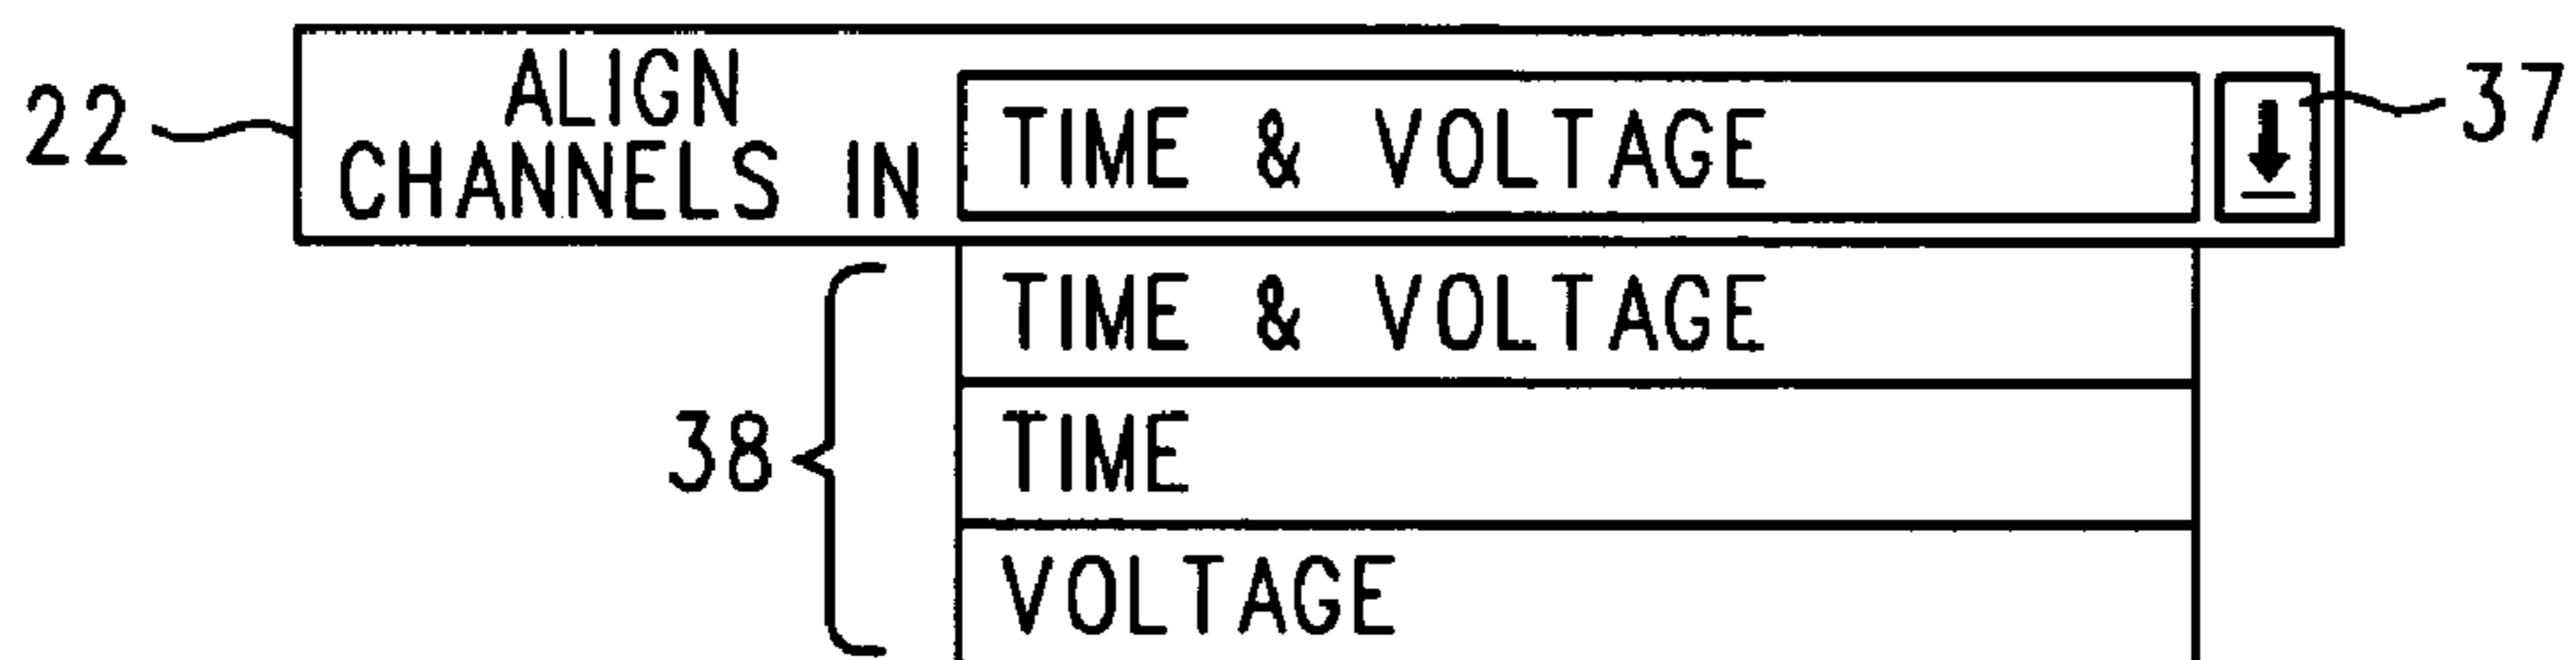 ALIGN
CHANNELS IN
TIME & VOLTAGE
22
37
TIME & VOLTAGE
38
TIME
VOLTAGE